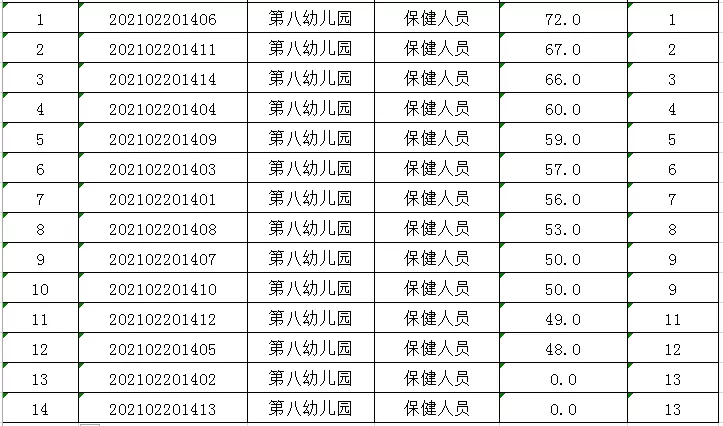 1 202102201406 第八幼儿园 保健人员 72.0 1
2 202102201411 第八幼儿园 保健人员 67.0 2
3 202102201414 第八幼儿园 保健人员 66.0 3
4 202102201404 第八幼儿园 保健人员 60.0 4
5 202102201409 第八幼儿园 保健人员 59.0 5
6 202102201403 第八幼儿园 保健人员 57.0 6
7 202102201401 第八幼儿园 保健人员 56.0 7
8 202102201408 第八幼儿园 保健人员 53.0 8
9 202102201407 第八幼儿园 保健人员 50.0 9
10 202102201410 第八幼儿园 保健人员 50.0 9
11 202102201412 第八幼儿园 保健人员 49.0 11
12 202102201405 第八幼儿园 保健人员 48.0 12
13 202102201402 第八幼儿园 保健人员 0.0 13
14 202102201413 第八幼儿园 保健人员 0.0 13